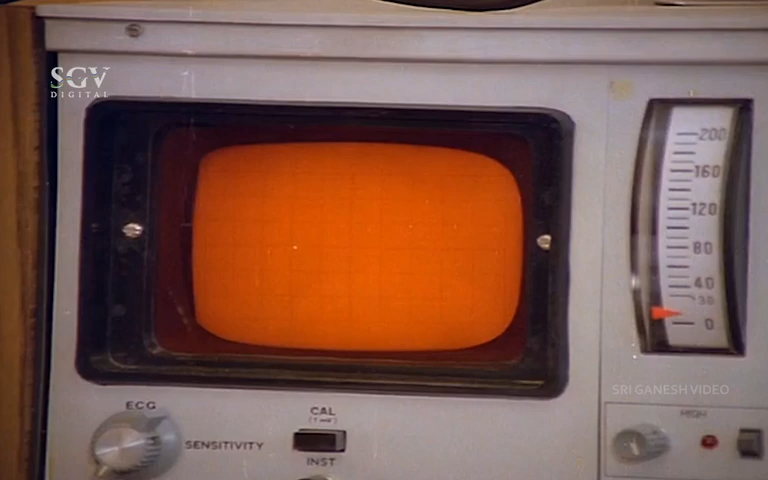 SGV
DIGITAL
200
160
120
80
40
30
0
SRI GANESH VIDEO
ECG
SENSITIVITY
CAL
INST
HIGH